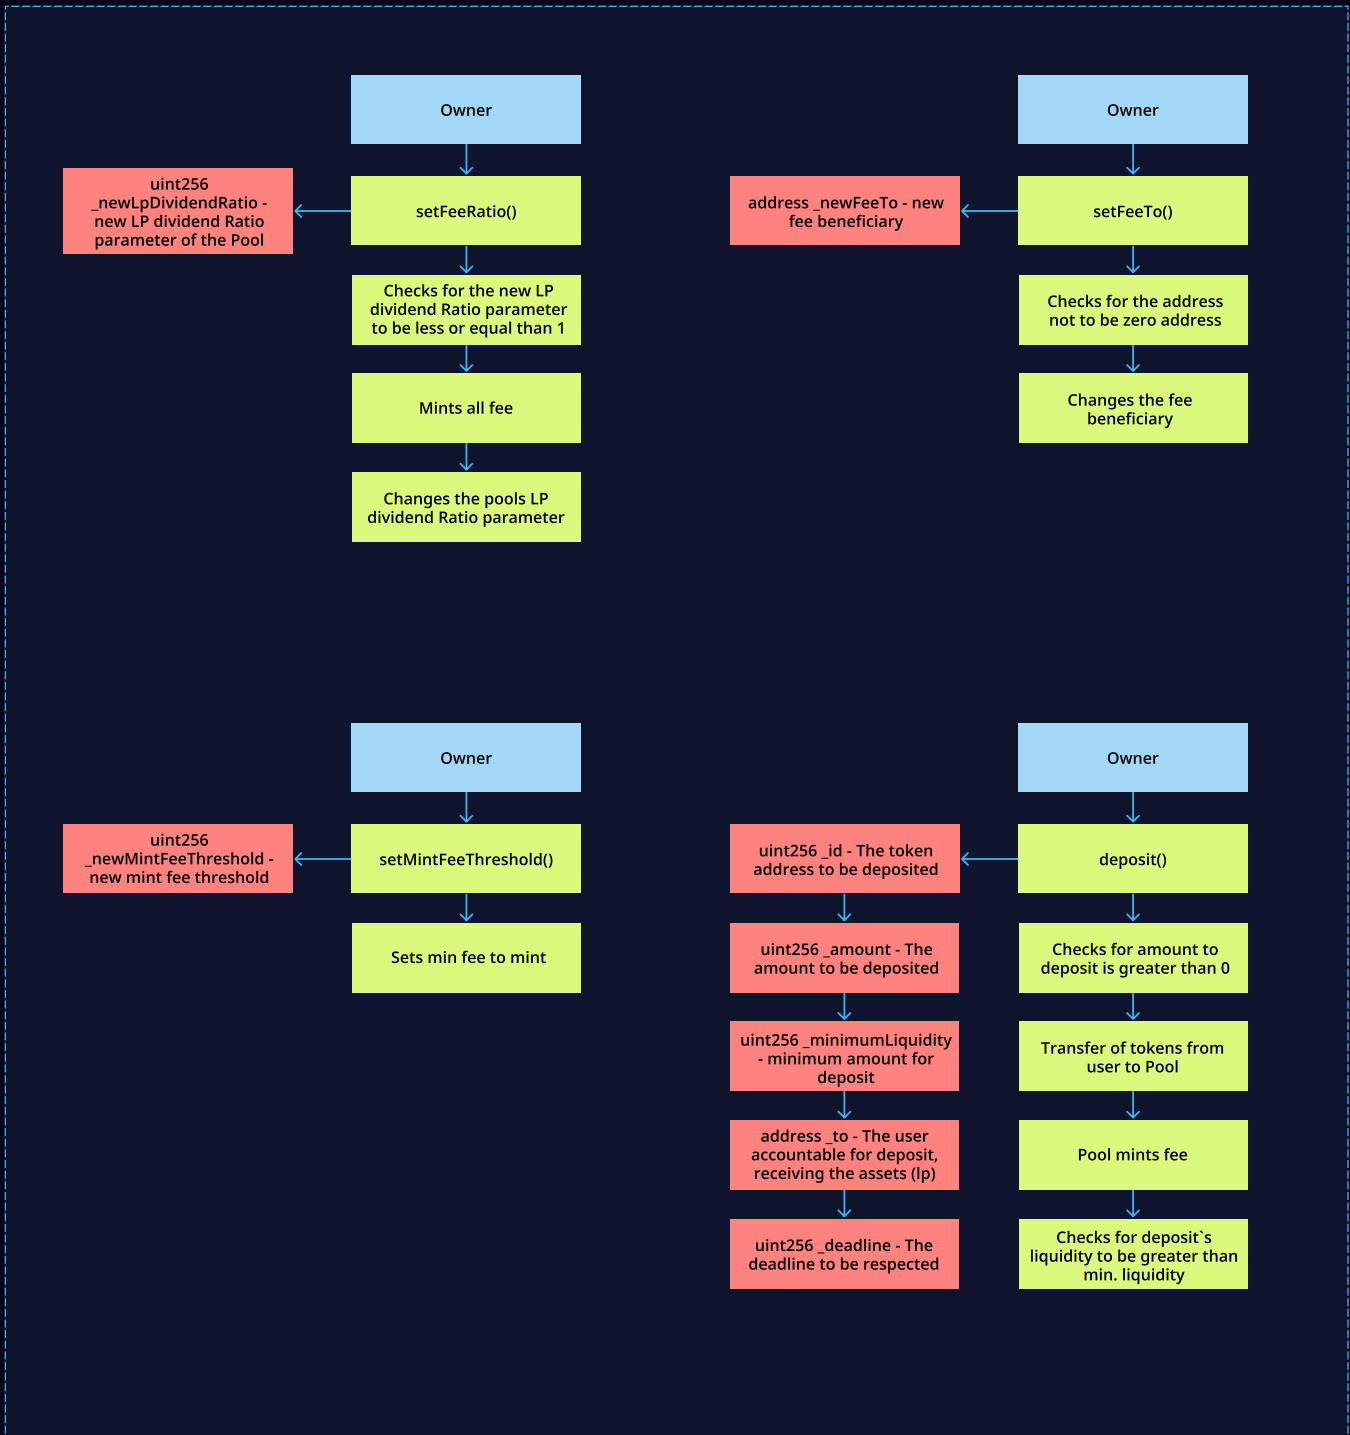 Owner
setFeeRatio()
uint256
_newLpDividendRatio -
new LP dividend Ratio
parameter of the Pool
Checks for the new LP
dividend Ratio parameter
to be less or equal than 1
Mints all fee
Changes the pools LP
dividend Ratio parameter
Owner
setFeeTo()
address _newFeeTo - new
fee beneficiary
Checks for the address
not to be zero address
Changes the fee
beneficiary
Owner
setMintFeeThreshold()
uint256
_newMintFeeThreshold -
new mint fee threshold
Sets min fee to mint
Owner
deposit()
uint256 _id - The token
address to be deposited
uint256 _amount - The
amount to be deposited
uint256 _minimumLiquidity
- minimum amount for
deposit
address _to - The user
accountable for deposit,
receiving the assets (lp)
uint256 _deadline - The
deadline to be respected
Checks for amount to
deposit is greater than 0
Transfer of tokens from
user to Pool
Pool mints fee
Checks for deposit`s
liquidity to be greater than
min. liquidity